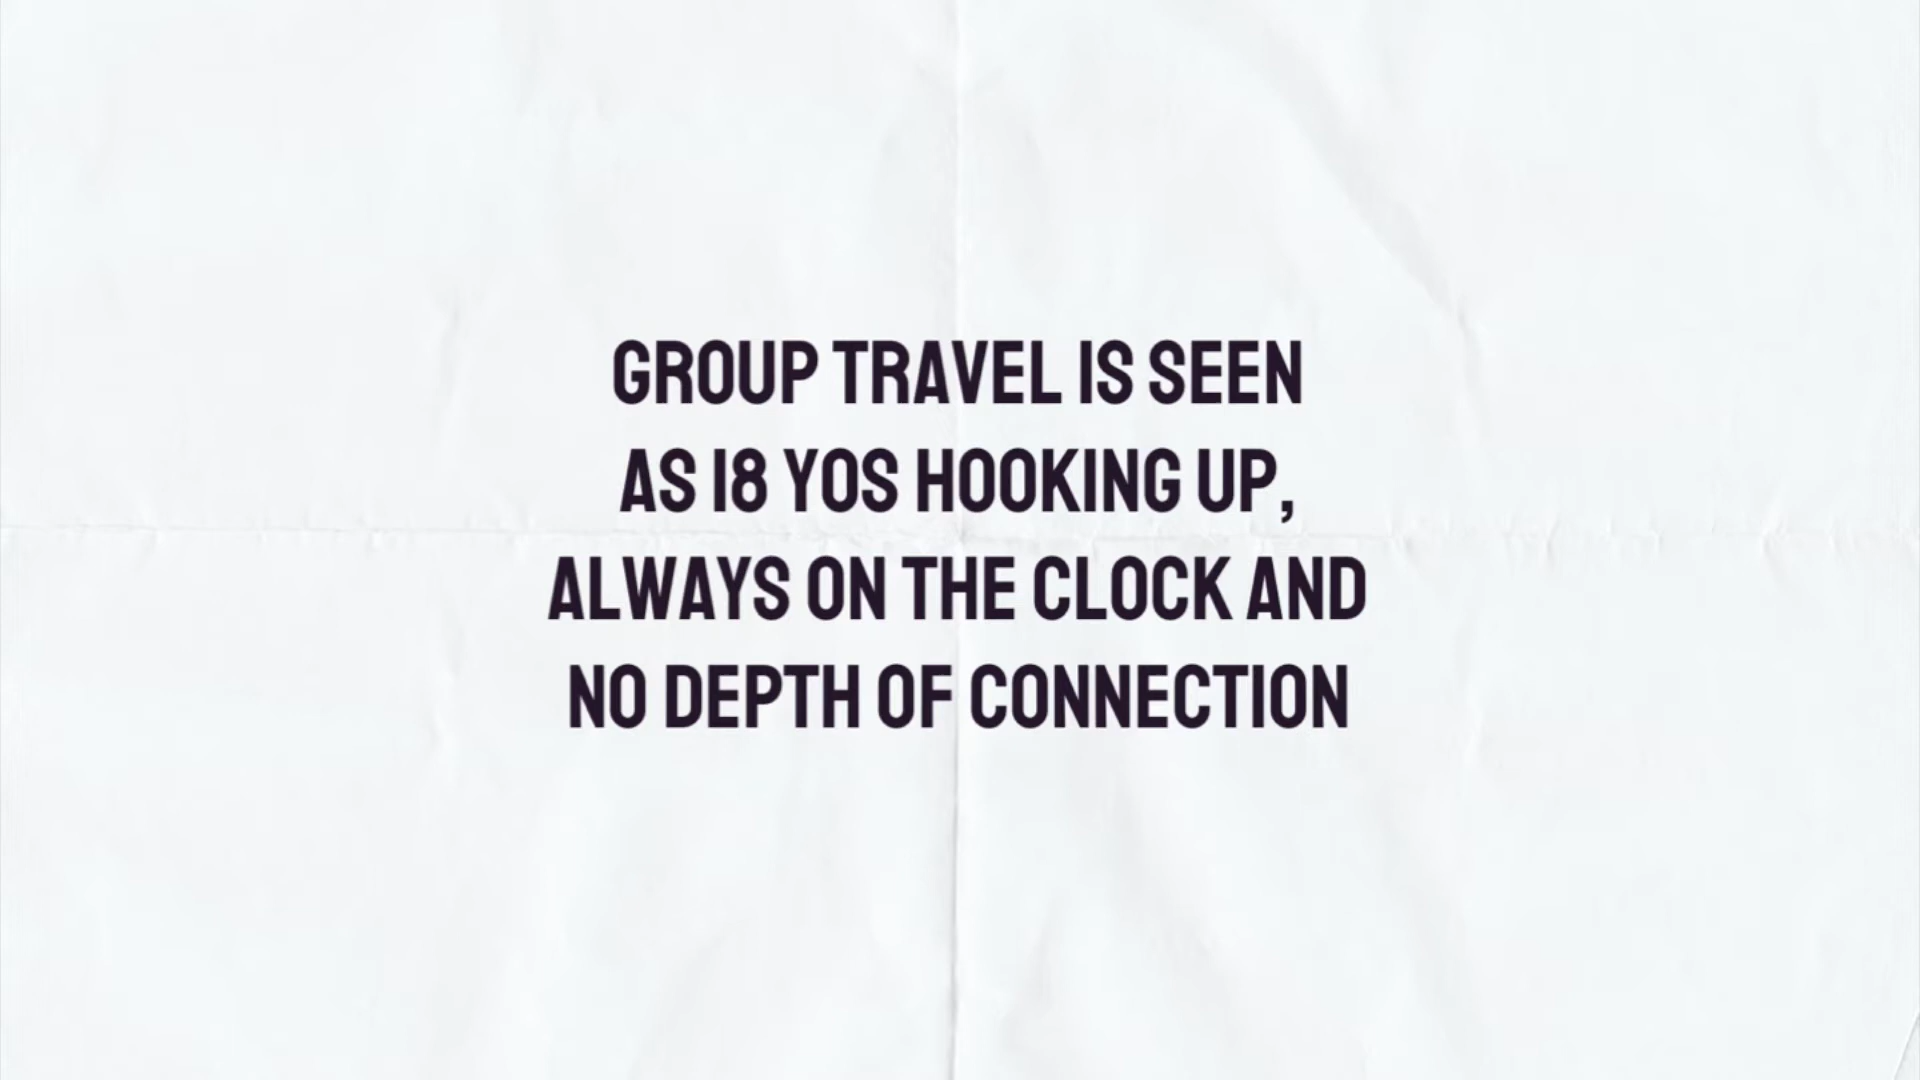 GROUP TRAVEL IS SEEN
AS 18 YOS HOOKING UP,
ALWAYS ON THE CLOCK AND
NO DEPTH OF CONNECTION